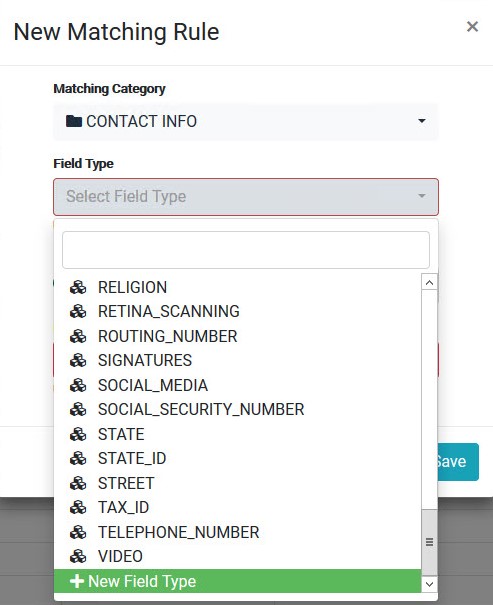 New Matching Rule
×
Matching Category
CONTACT INFO
Field Type
Select Field Type
RELIGION
RETINA_SCANNING
ROUTING_NUMBER
SIGNATURES
SOCIAL_MEDIA
SOCIAL_SECURITY_NUMBER
STATE
STATE_ID
STREET
TAX_ID
TELEPHONE_NUMBER
VIDEO
New Field Type
Save